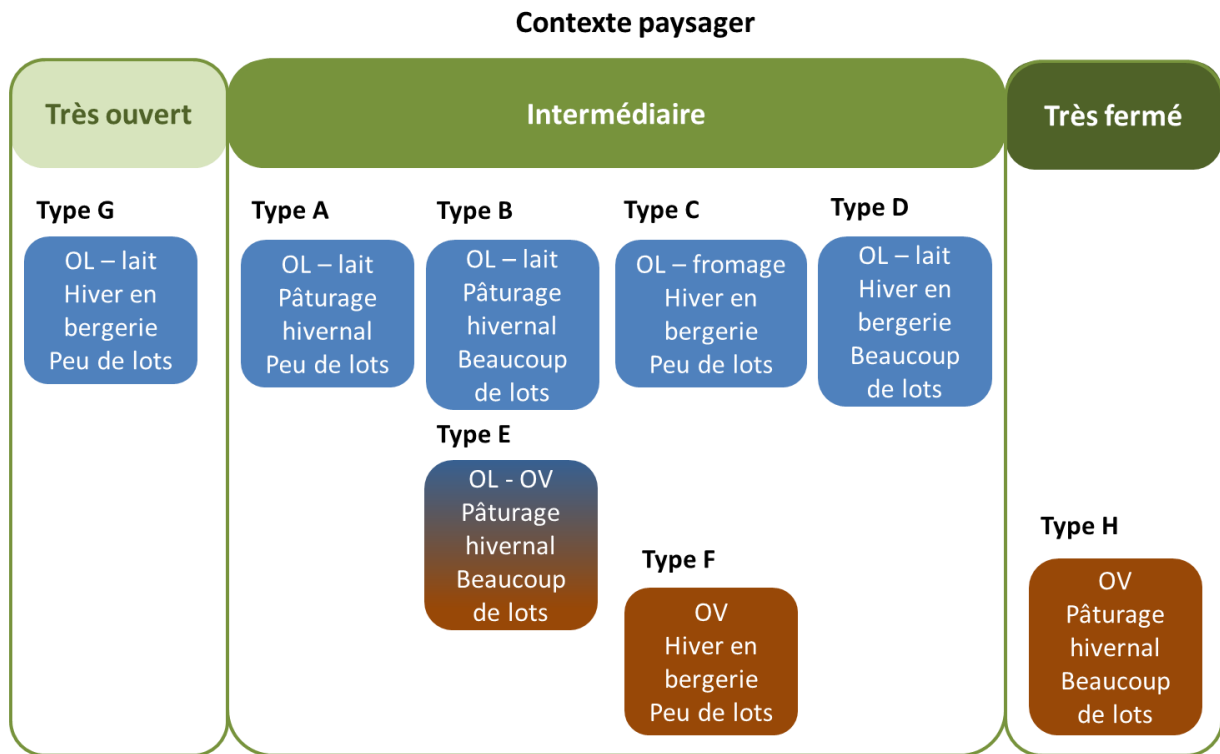 Contexte paysager
Très ouvert
Intermédiaire
Très fermé
Type G
OL – lait
Hiver en
bergerie
Peu de lots
Type A
OL – lait
Pâturage
hivernal
Peu de lots
Type B
OL – lait
Pâturage
hivernal
Beaucoup
de lots
Type C
OL – fromage
Hiver en
bergerie
Peu de lots
Type D
OL – lait
Hiver en
bergerie
Beaucoup
de lots
Type E
OL - OV
Pâturage
hivernal
Beaucoup
de lots
Type F
OV
Hiver en
bergerie
Peu de lots
Type H
OV
Pâturage
hivernal
Beaucoup
de lots